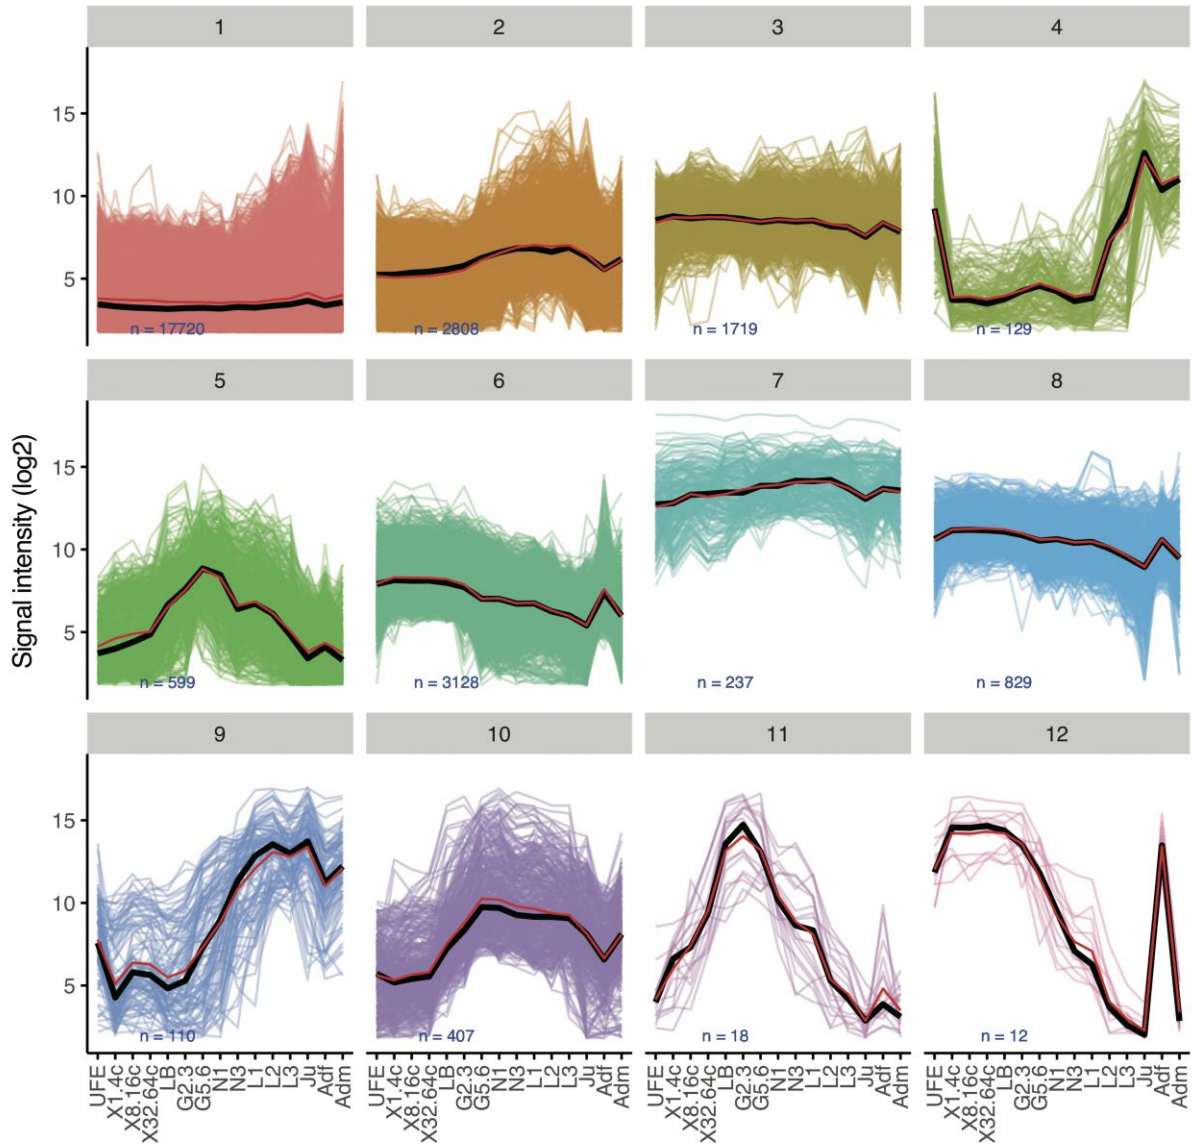 1 2 3 4
15
10
5
n = 17720 n = 2808 n = 1719 n = 129
5 6 7 8
Signal intensity (log2)
15
10
5
n = 599 n = 3128 n = 237 n = 829
9 10 11 12
15
10
5
n = 110 n = 407 n = 18 n = 12
UFE X1.4c X8.16c X32.64c LB G2.3 G5.6 N1 N3 L1 L2 L3 Ju Adf Adm UFE X1.4c X8.16c X32.64c LB G2.3 G5.6 N1 N3 L1 L2 L3 Ju Adf Adm UFE X1.4c X8.16c X32.64c LB G2.3 G5.6 N1 N3 L1 L2 L3 Ju Adf Adm UFE X1.4c X8.16c X32.64c LB G2.3 G5.6 N1 N3 L1 L2 L3 Ju Adf Adm